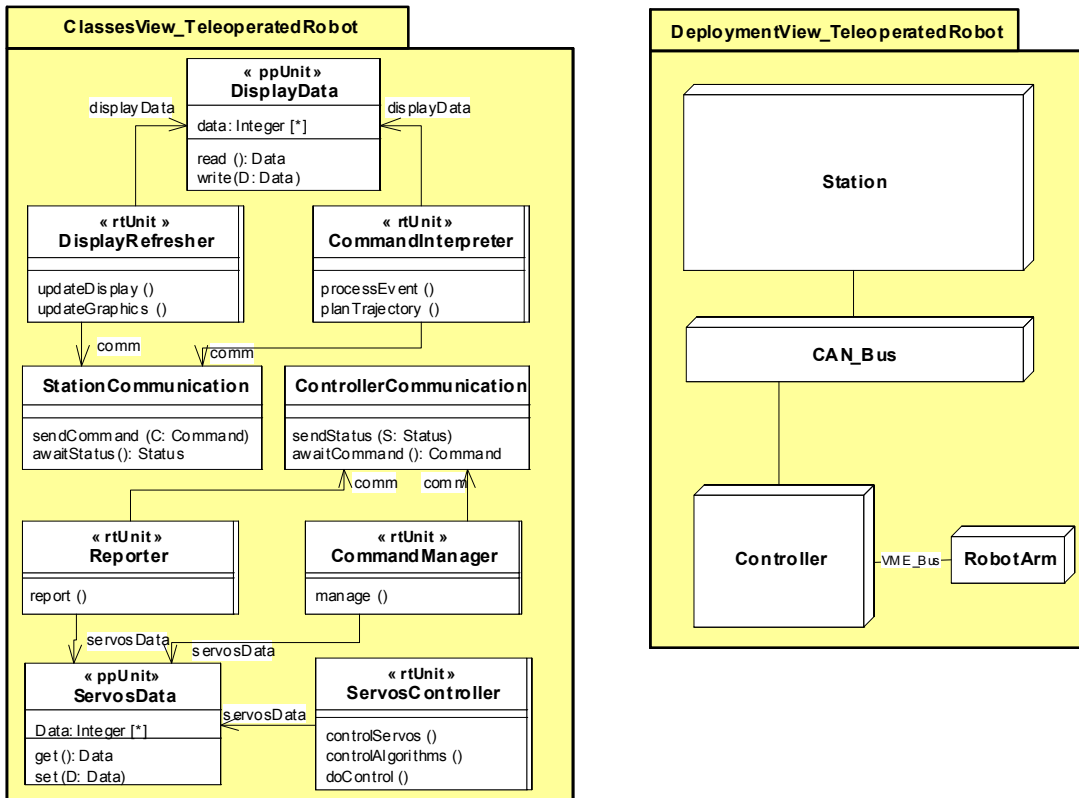 ClassesView_TeleoperatedRobot
« ppUnit »
DisplayData
displayData
displayData
data: Integer [*]
read (): Data
write(D: Data)
« rtUnit »
DisplayRefresher
updateDisplay ()
updateGraphics ()
« rtUnit »
CommandInterpreter
processEvent ()
planTrajectory ()
comm
comm
StationCommunication
sendCommand (C: Command)
awaitStatus(): Status
ControllerCommunication
sendStatus (S: Status)
awaitCommand (): Command
comm
comm
« rtUnit »
Reporter
report ()
« rtUnit »
CommandManager
manage ()
servosData
servosData
« ppUnit»
ServosData
Data: Integer [*]
get (): Data
set(D: Data)
servosData
« rtUnit »
ServosController
controlServos ()
controlAlgorithms ()
doControl ()
DeploymentView_TeleoperatedRobot
Station
CAN_Bus
Controller
VME_Bus
RobotArm